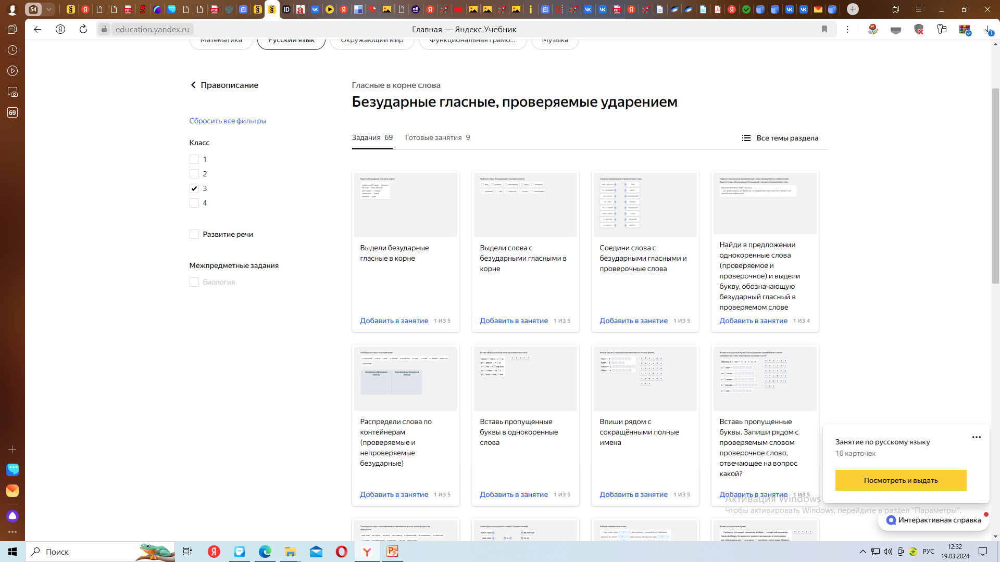 54
education.yandex.ru
Главная — Яндекс Учебник
1
69
Математика
Русский язык
Окружающий мир
Функциональная грамо...
Музыка
Правописание
Гласные в корне слова
Безударные гласные, проверяемые ударением
Сбросить все фильтры
Задания 69
Готовые занятия 9
Все темы раздела
Класс
1
2
3
4
Развитие речи
Межпредметные задания
биология
Выдели безударные
гласные в корне
Добавить в занятие 1 ИЗ 5
Выдели слова с
безударными гласными в
корне
Добавить в занятие 1 ИЗ 5
Соедини слова с
безударными гласными и
проверочные слова
Добавить в занятие 1 ИЗ 5
Найди в предложении
однокоренные слова
(проверяемое и
проверочное) и выдели
букву, обозначающую
безударный гласный в
проверяемом слове
Добавить в занятие 1 ИЗ 4
Распредели слова по
контейнерам
(проверяемые и
непроверяемые
безударные)
Добавить в занятие 1 ИЗ 5
Вставь пропущенные
буквы в однокоренные
слова
Добавить в занятие 1 ИЗ 5
Впиши рядом с
сокращёнными полные
имена
Добавить в занятие 1 ИЗ 5
Вставь пропущенные
буквы. Запиши рядом с
проверяемым словом
проверочное слово,
отвечающее на вопрос
какой?
Добавить в занятие 1 ИЗ 5
Занятие по русскому языку
10 карточек
Посмотреть и выдать
Активация Windows
Чтобы активировать Windows, перейдите в раздел "Параметры".
Интерактивная справка
Поиск
РУС
12:32
19.03.2024